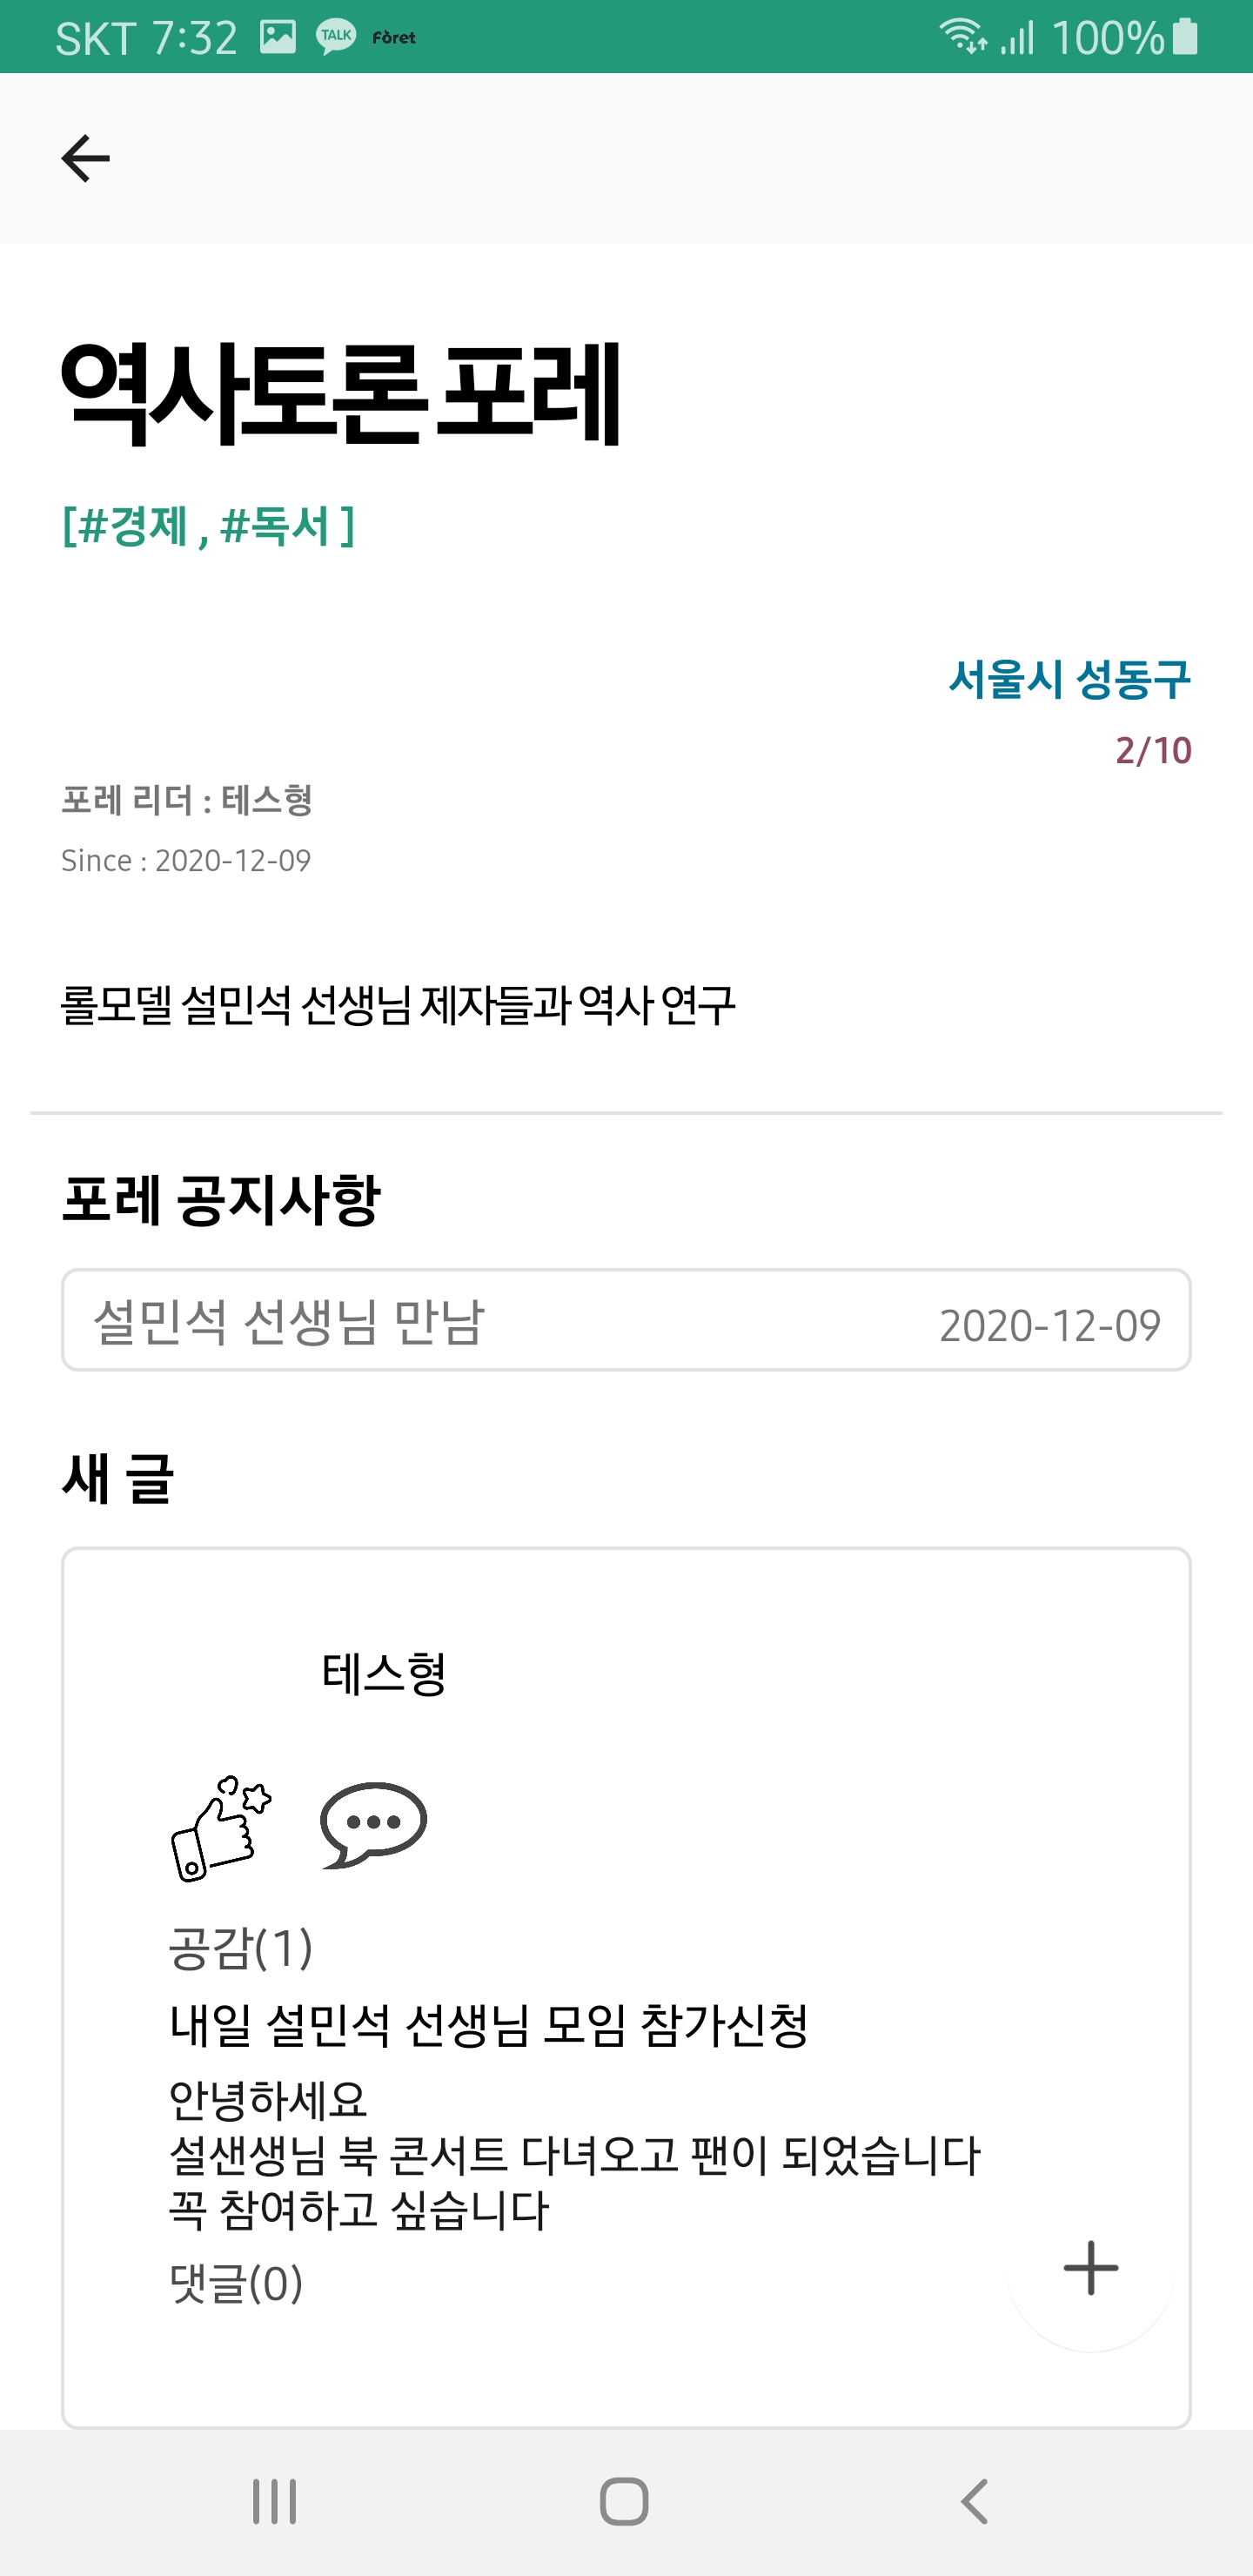 SKT 7:32 TALK Fòret 100%
역사토론 포레
[#경제 , #독서 ]
서울시 성동구
2/10
포레 리더 : 테스형
Since : 2020-12-09
롤모델 설민석 선생님 제자들과 역사 연구
포레 공지사항
설민석 선생님 만남 2020-12-09
새 글
테스형
공감(1)
내일 설민석 선생님 모임 참가신청
안녕하세요
설샌생님 북 콘서트 다녀오고 팬이 되었습니다
꼭 참여하고 싶습니다
댓글(0)